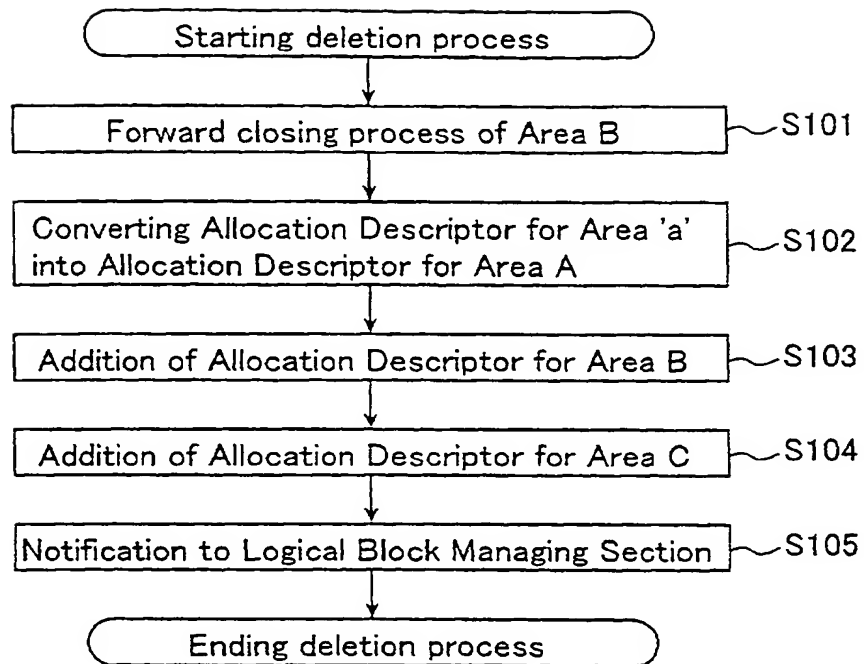 Starting deletion process
Forward closing process of Area B
S101
Converting Allocation Descriptor for Area 'a'
into Allocation Descriptor for Area A
S102
Addition of Allocation Descriptor for Area B
S103
Addition of Allocation Descriptor for Area C
S104
Notification to Logical Block Managing Section
S105
Ending deletion process